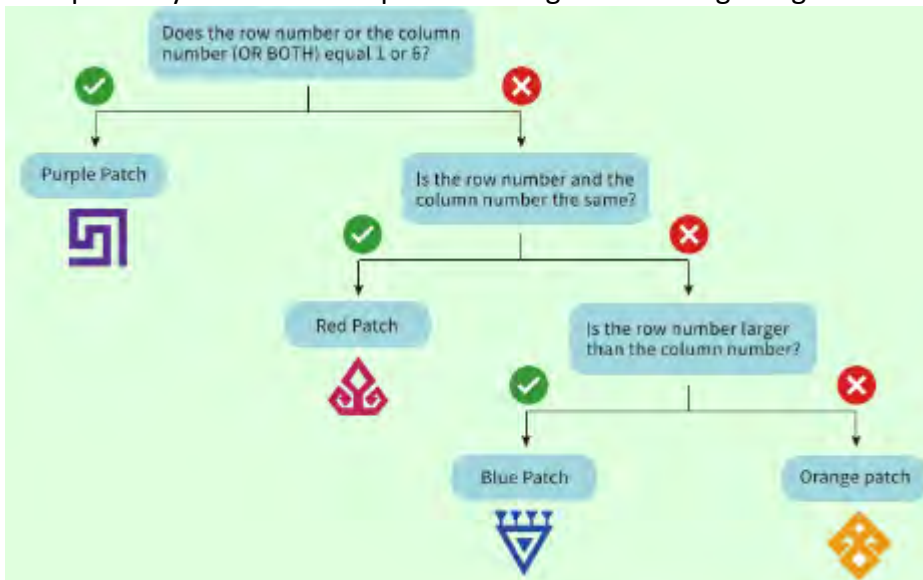 Does the row number or the column
number (OR BOTH) equal 1 or 6?
Purple Patch
Is the row number and the
column number the same?
Red Patch
Is the row number larger
than the column number?
Blue Patch
Orange patch